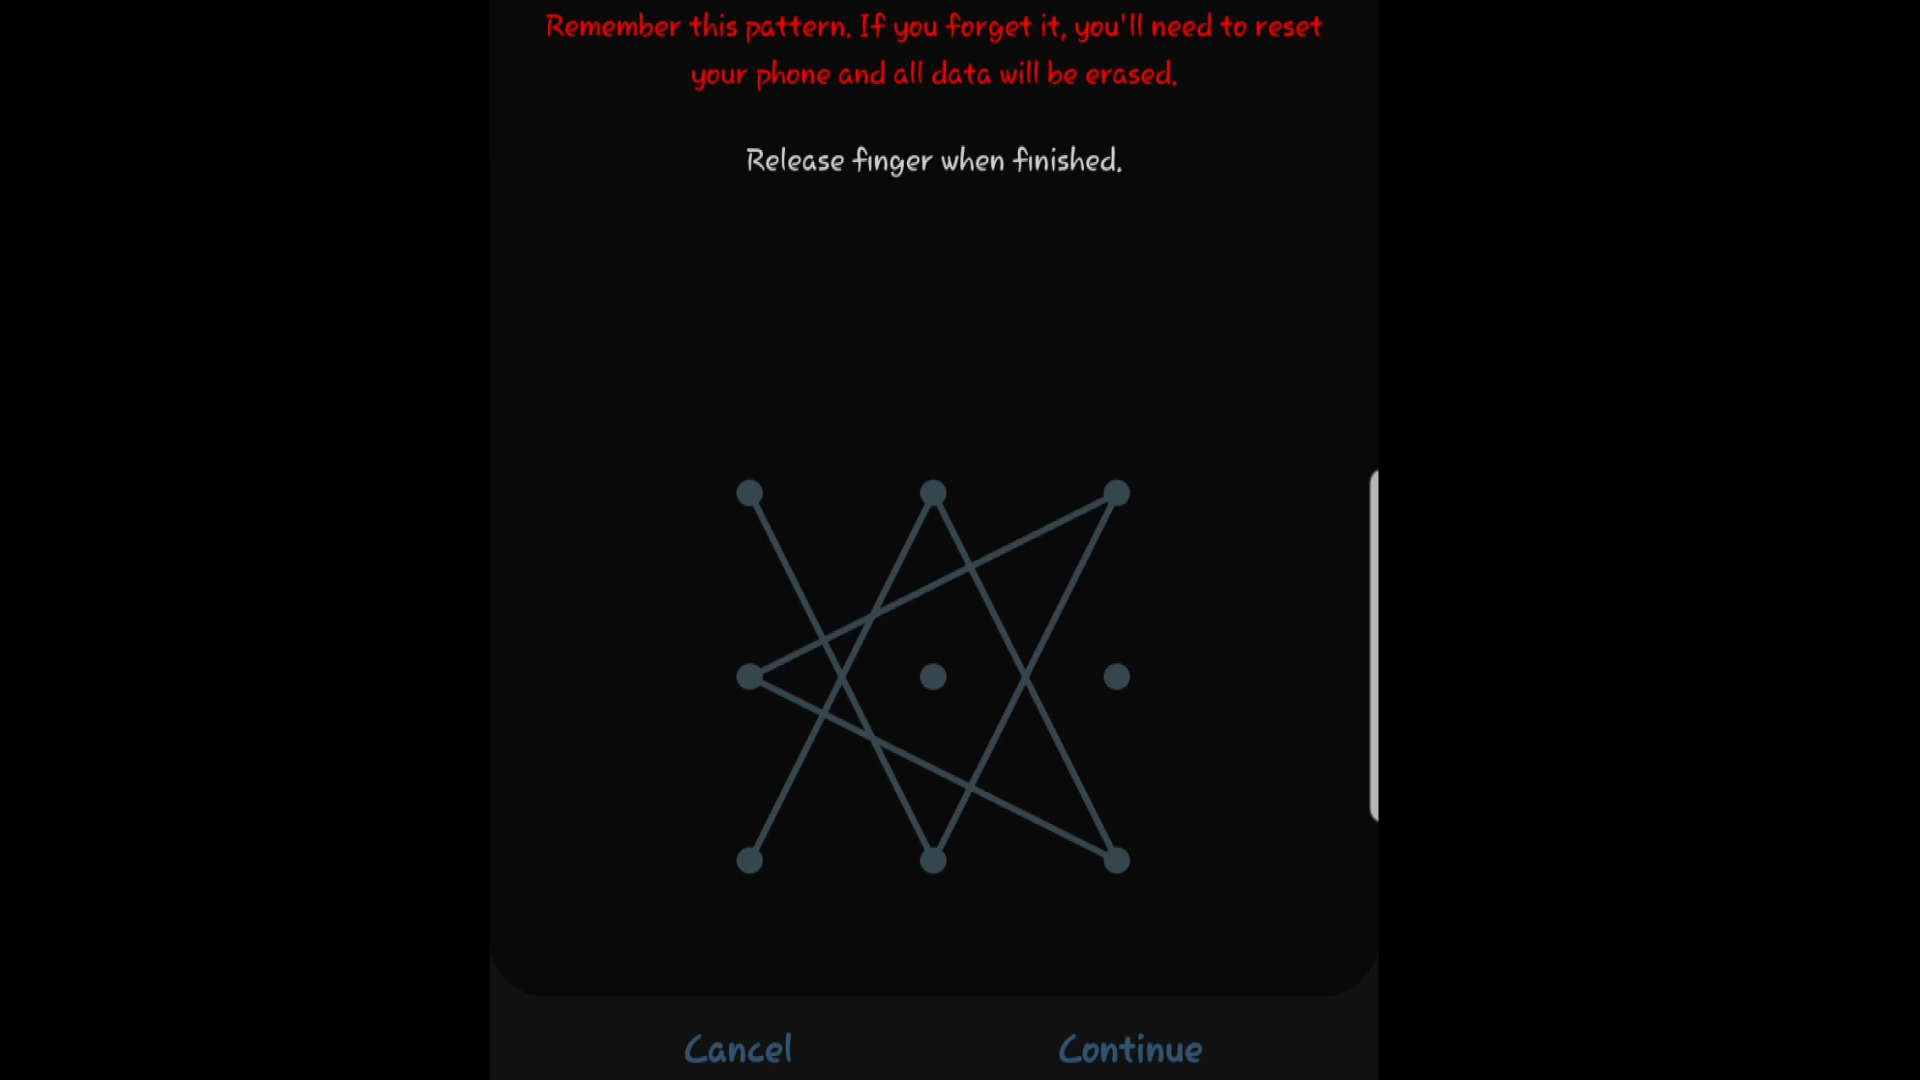 Remember this pattern. If you forget it, you'll need to reset
your phone and all data will be erased.
Release finger when finished.
Cancel
Continue